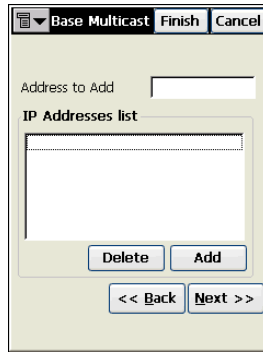 Base Multicast Finish Cancel
Address to Add
IP Addresses list
Delete Add
<< Back Next >>